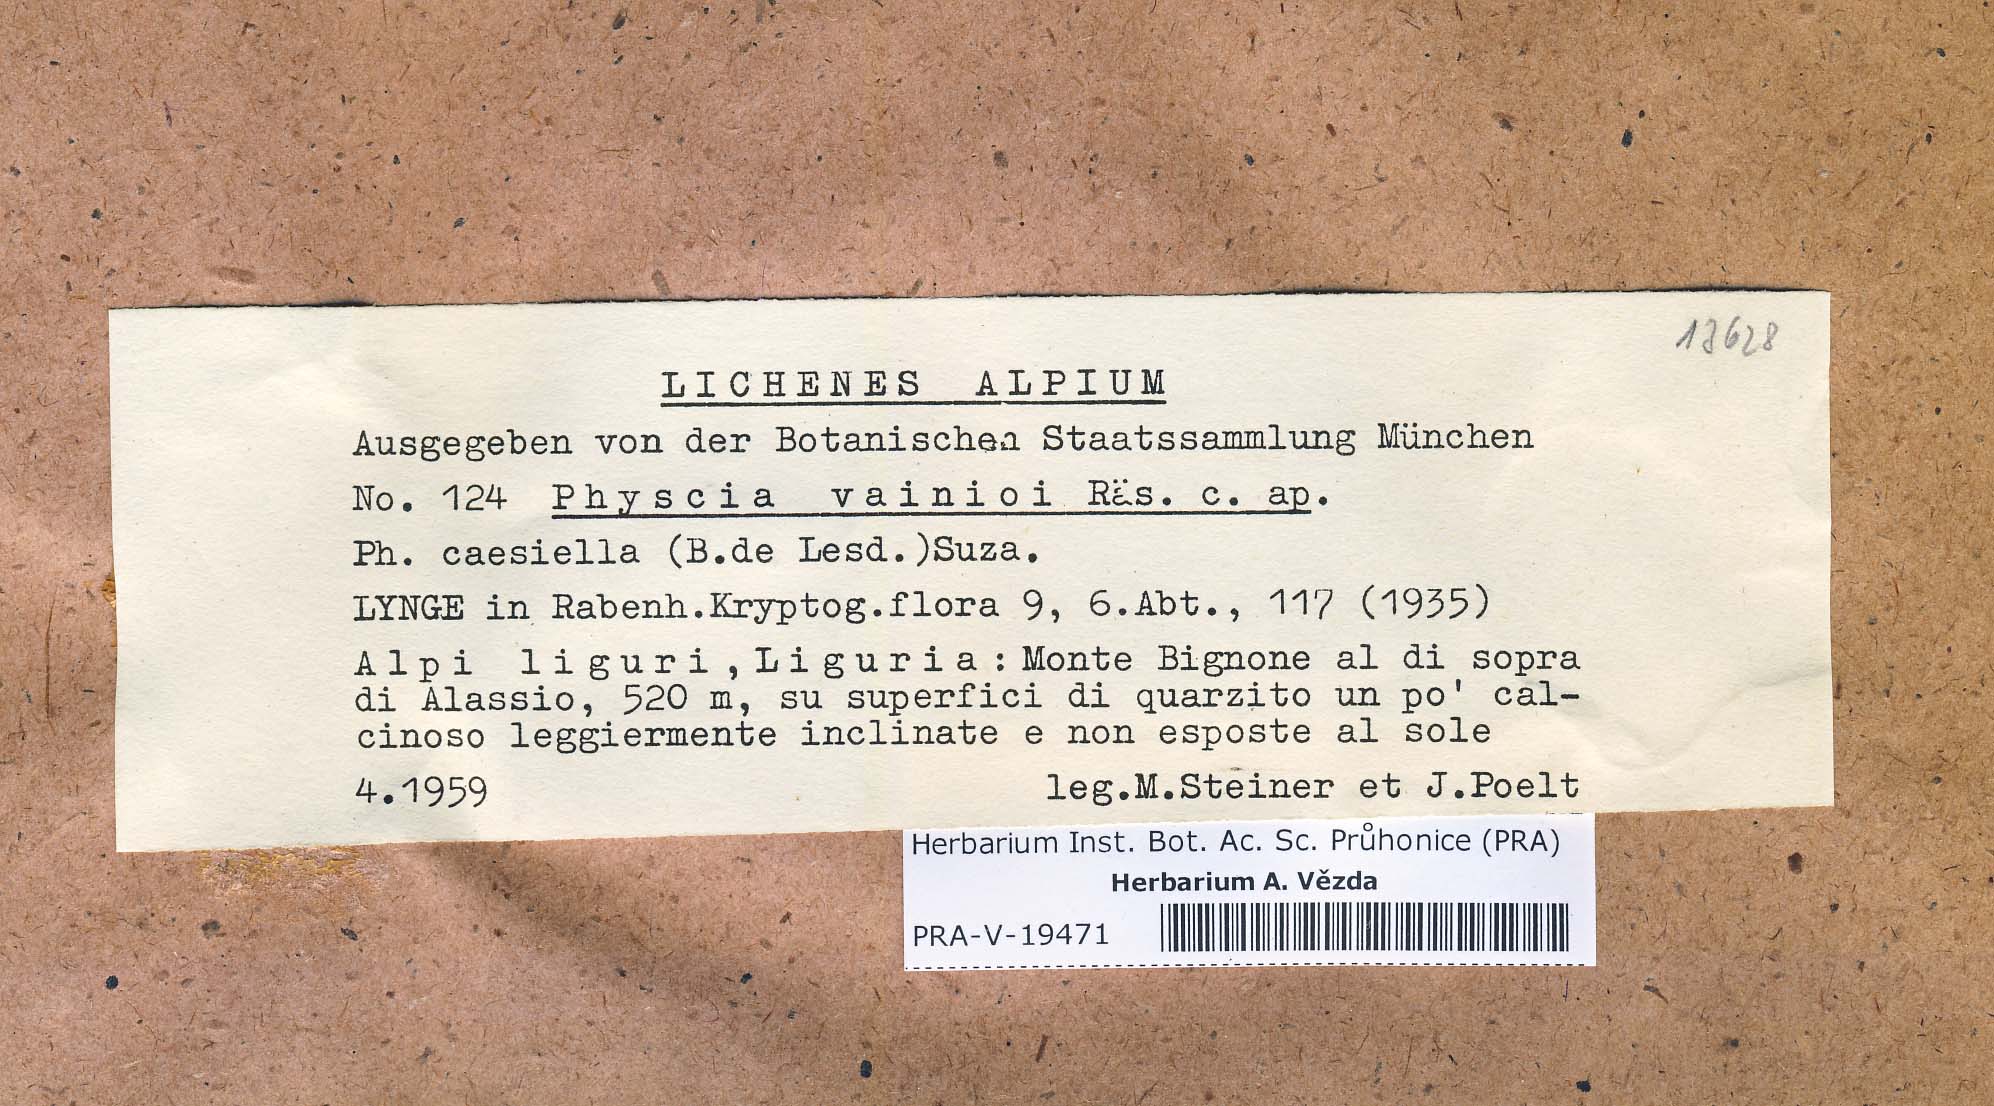 13628
LICHENES ALPIUM
Ausgegeben von der Botanischen Staatssammlung München
No. 124 Physcia vainioi Räs. c. ap.
Ph. caesiella (B.de Lesd.)Suza.
LYNGE in Rabenh.Kryptog.flora 9, 6.Abt., 117 (1935)
Alpi liguri,Liguria: Monte Bignone al di sopra
di Alassio, 520 m, su superfici di quarzito un po' cal-
cinoso leggiermente inclinate e non esposte al sole
4.1959 leg.M.Steiner et J.Poelt
Herbarium Inst. Bot. Ac. Sc. Průhonice (PRA)
Herbarium A. Vězda
PRA-V-19471